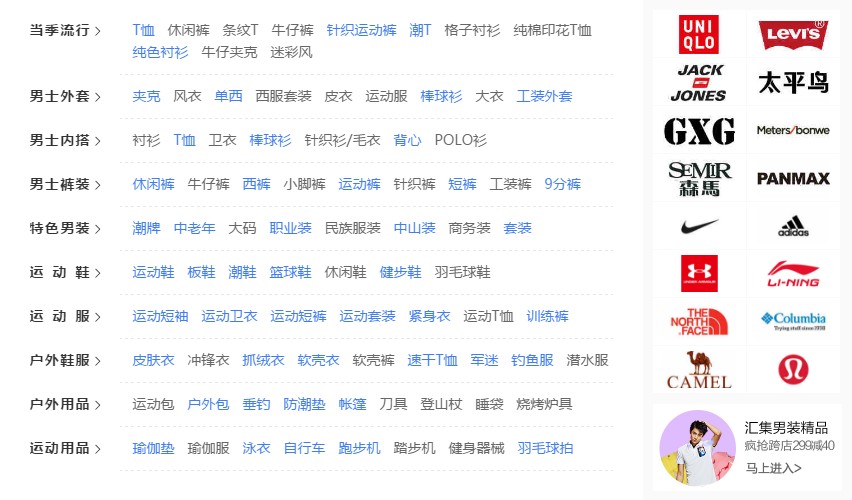 当季流行 > T恤 休闲裤 条纹T 牛仔裤 针织运动裤 潮T 格子衬衫 纯棉印花T恤
纯色衬衫 牛仔夹克 迷彩风
男士外套 > 夹克 风衣 单西 西服套装 皮衣 运动服 棒球衫 大衣 工装外套
男士内搭 > 衬衫 T恤 卫衣 棒球衫 针织衫/毛衣 背心 POLO衫
男士裤装 > 休闲裤 牛仔裤 西裤 小脚裤 运动裤 针织裤 短裤 工装裤 9分裤
特色男装 > 潮牌 中老年 大码 职业装 民族服装 中山装 商务装 套装
运动鞋 > 运动鞋 板鞋 潮鞋 篮球鞋 休闲鞋 健步鞋 羽毛球鞋
运动服 > 运动短袖 运动卫衣 运动短裤 运动套装 紧身衣 运动T恤 训练裤
户外鞋服 > 皮肤衣 冲锋衣 抓绒衣 软壳衣 软壳裤 速干T恤 军迷 钓鱼服 潜水服
户外用品 > 运动包 户外包 垂钓 防潮垫 帐篷 刀具 登山杖 睡袋 烧烤炉具
运动用品 > 瑜伽垫 瑜伽服 泳衣 自行车 跑步机 踏步机 健身器械 羽毛球拍
UNI
QLO
LEVI'S®
JACK
JONES
太平鸟
GXG
Meters/bonwe
SEMIR
森馬
PANMAX
adidas
UNDER ARMOUR
LI-NING
THE
NORTH
FACE
Columbia
Trying stuff since 1938
CAMEL
汇集男装精品
疯抢跨店299减40
马上进入>